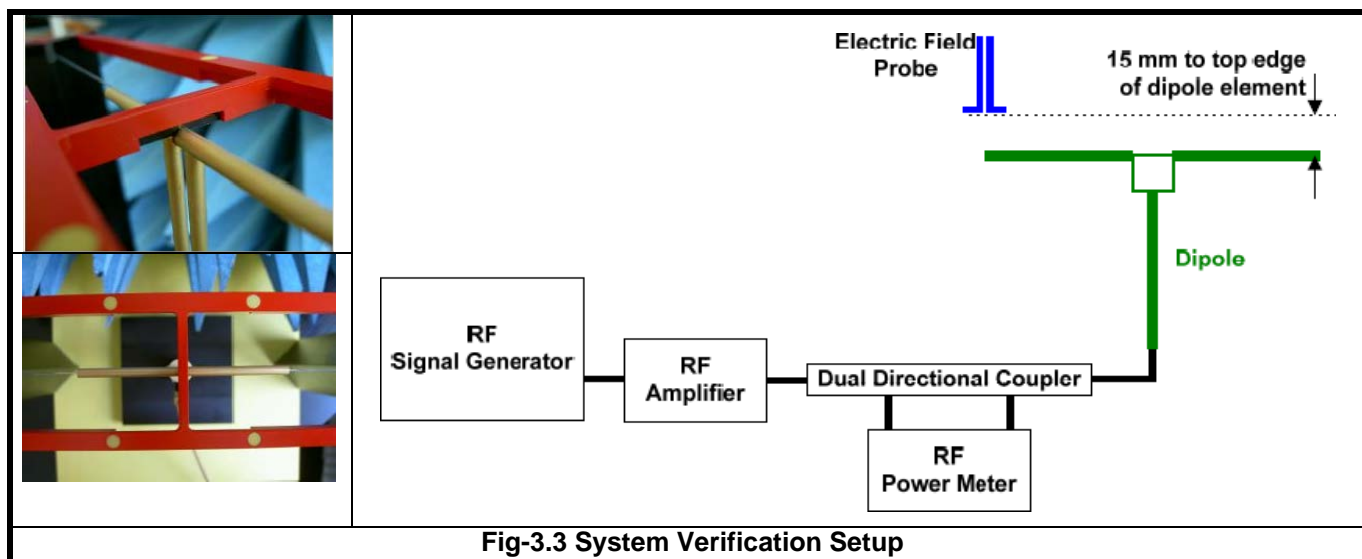 Electric Field
Probe
15 mm to top edge
of dipole element
Dipole
RF
Signal Generator
RF
Amplifier
Dual Directional Coupler
RF
Power Meter
Fig-3.3 System Verification Setup